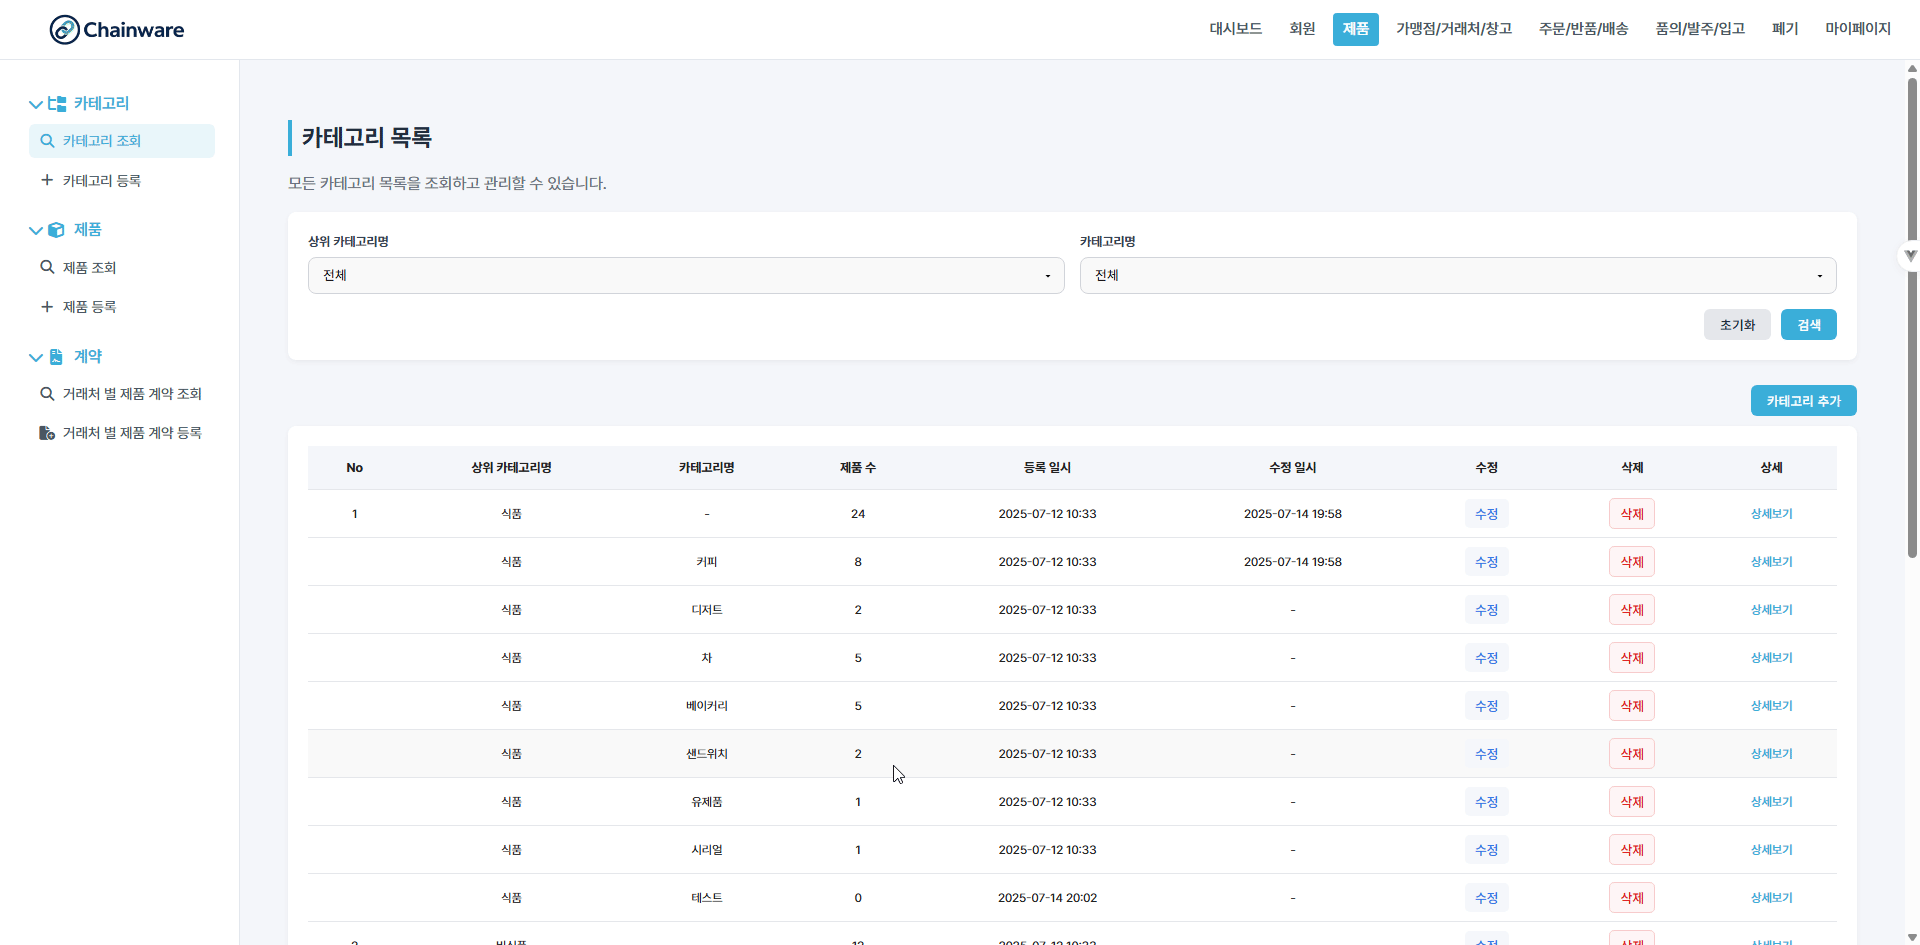 Chainware
대시보드 회원 제품 가맹점/거래처/창고 주문/반품/배송 품의/발주/입고 폐기 마이페이지
카테고리
카테고리 조회
카테고리 등록
제품
제품 조회
제품 등록
계약
거래처 별 제품 계약 조회
거래처 별 제품 계약 등록
카테고리 목록
모든 카테고리 목록을 조회하고 관리할 수 있습니다.
상위 카테고리명 카테고리명
전체 전체
초기화 검색
카테고리 추가
No 상위 카테고리명 카테고리명 제품 수 등록 일시 수정 일시 수정 삭제 상세
1 식품 - 24 2025-07-12 10:33 2025-07-14 19:58 수정 삭제 상세보기
식품 커피 8 2025-07-12 10:33 2025-07-14 19:58 수정 삭제 상세보기
식품 디저트 2 2025-07-12 10:33 - 수정 삭제 상세보기
식품 차 5 2025-07-12 10:33 - 수정 삭제 상세보기
식품 베이커리 5 2025-07-12 10:33 - 수정 삭제 상세보기
식품 샌드위치 2 2025-07-12 10:33 - 수정 삭제 상세보기
식품 유제품 1 2025-07-12 10:33 - 수정 삭제 상세보기
식품 시리얼 1 2025-07-12 10:33 - 수정 삭제 상세보기
식품 테스트 0 2025-07-14 20:02 - 수정 삭제 상세보기